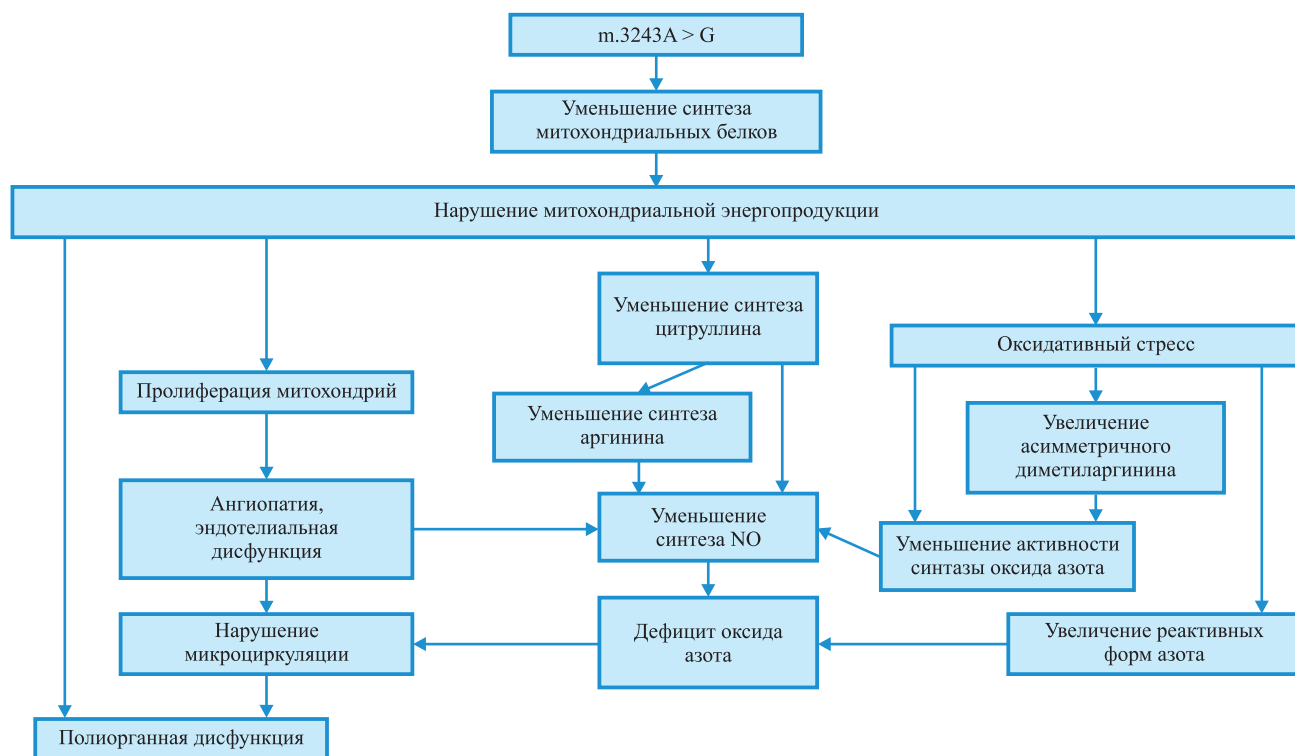 m.3243A > G
Уменьшение синтеза
митохондриальных белков
Нарушение митохондриальной энергопродукции
Уменьшение синтеза
цитруллина
Оксидативный стресс
Пролиферация митохондрий
Уменьшение синтеза
аргинина
Увеличение
асимметричного
диметиларгинина
Ангиопатия,
эндотелиальная
дисфункция
Уменьшение
синтеза NO
Уменьшение активности
синтазы оксида азота
Нарушение
микроциркуляции
Дефицит оксида
азота
Увеличение реактивных
форм азота
Полиорганная дисфункция